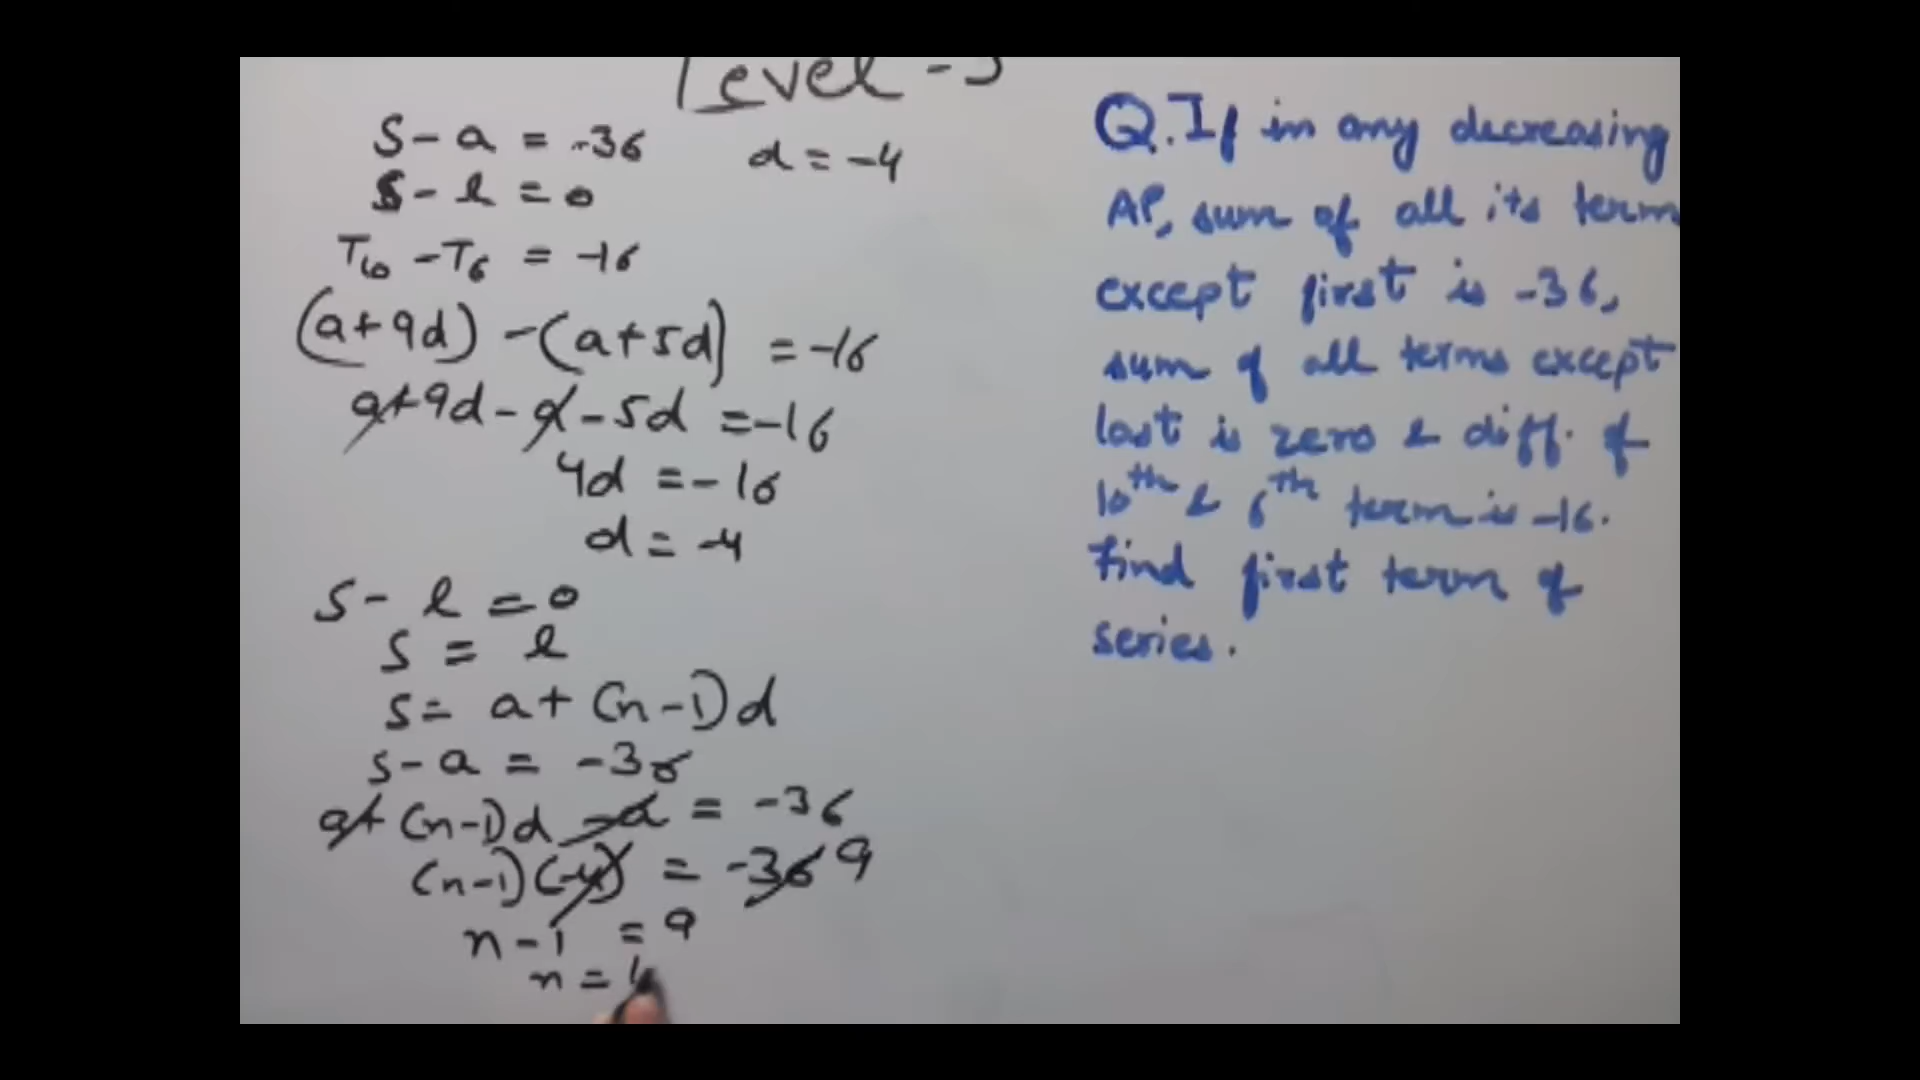 Level -
S - a = -36
d = -4
S - l = 0
T10 - T6 = -16
(a+9d) - (a+5d) = -16
a+9d - a - 5d = -16
4d = -16
d = -4
S - l = 0
S = l
S = a + (n-1)d
S - a = -36
a+ (n-1)d - a = -36
(n-1)(-4) = -36 9
n-1 = 9
n =
Q. If in any decreasing
AP, sum of all its term
except first is -36,
sum of all terms except
last is zero & diff. of
10th & 6th term is -16.
Find first term of
series.